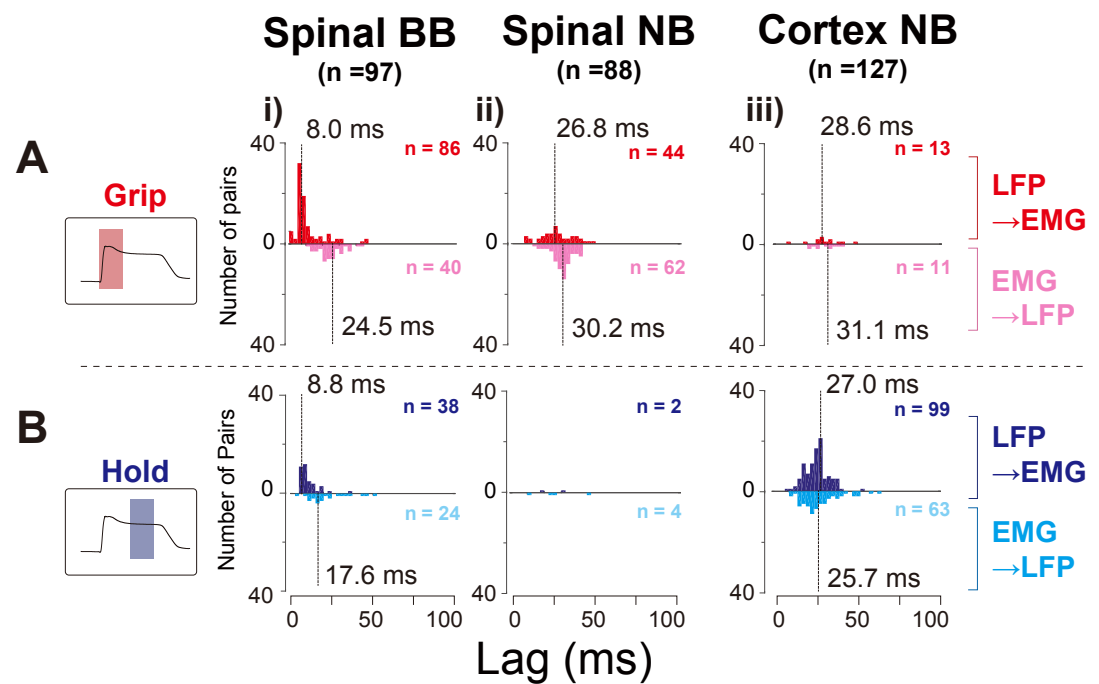 Spinal BB
(n =97)
Spinal NB
(n =88)
Cortex NB
(n =127)
A
Grip
i)
8.0 ms
n = 86
40
0
40
Number of pairs
n = 40
24.5 ms
ii)
26.8 ms
n = 44
40
0
40
n = 62
30.2 ms
iii)
28.6 ms
n = 13
40
0
40
n = 11
31.1 ms
LFP
→EMG
EMG
→LFP
B
Hold
8.8 ms
n = 38
40
0
40
Number of Pairs
n = 24
17.6 ms
0 50 100
n = 2
40
0
40
n = 4
0 50 100
27.0 ms
n = 99
40
0
40
n = 63
25.7 ms
0 50 100
LFP
→EMG
EMG
→LFP
Lag (ms)